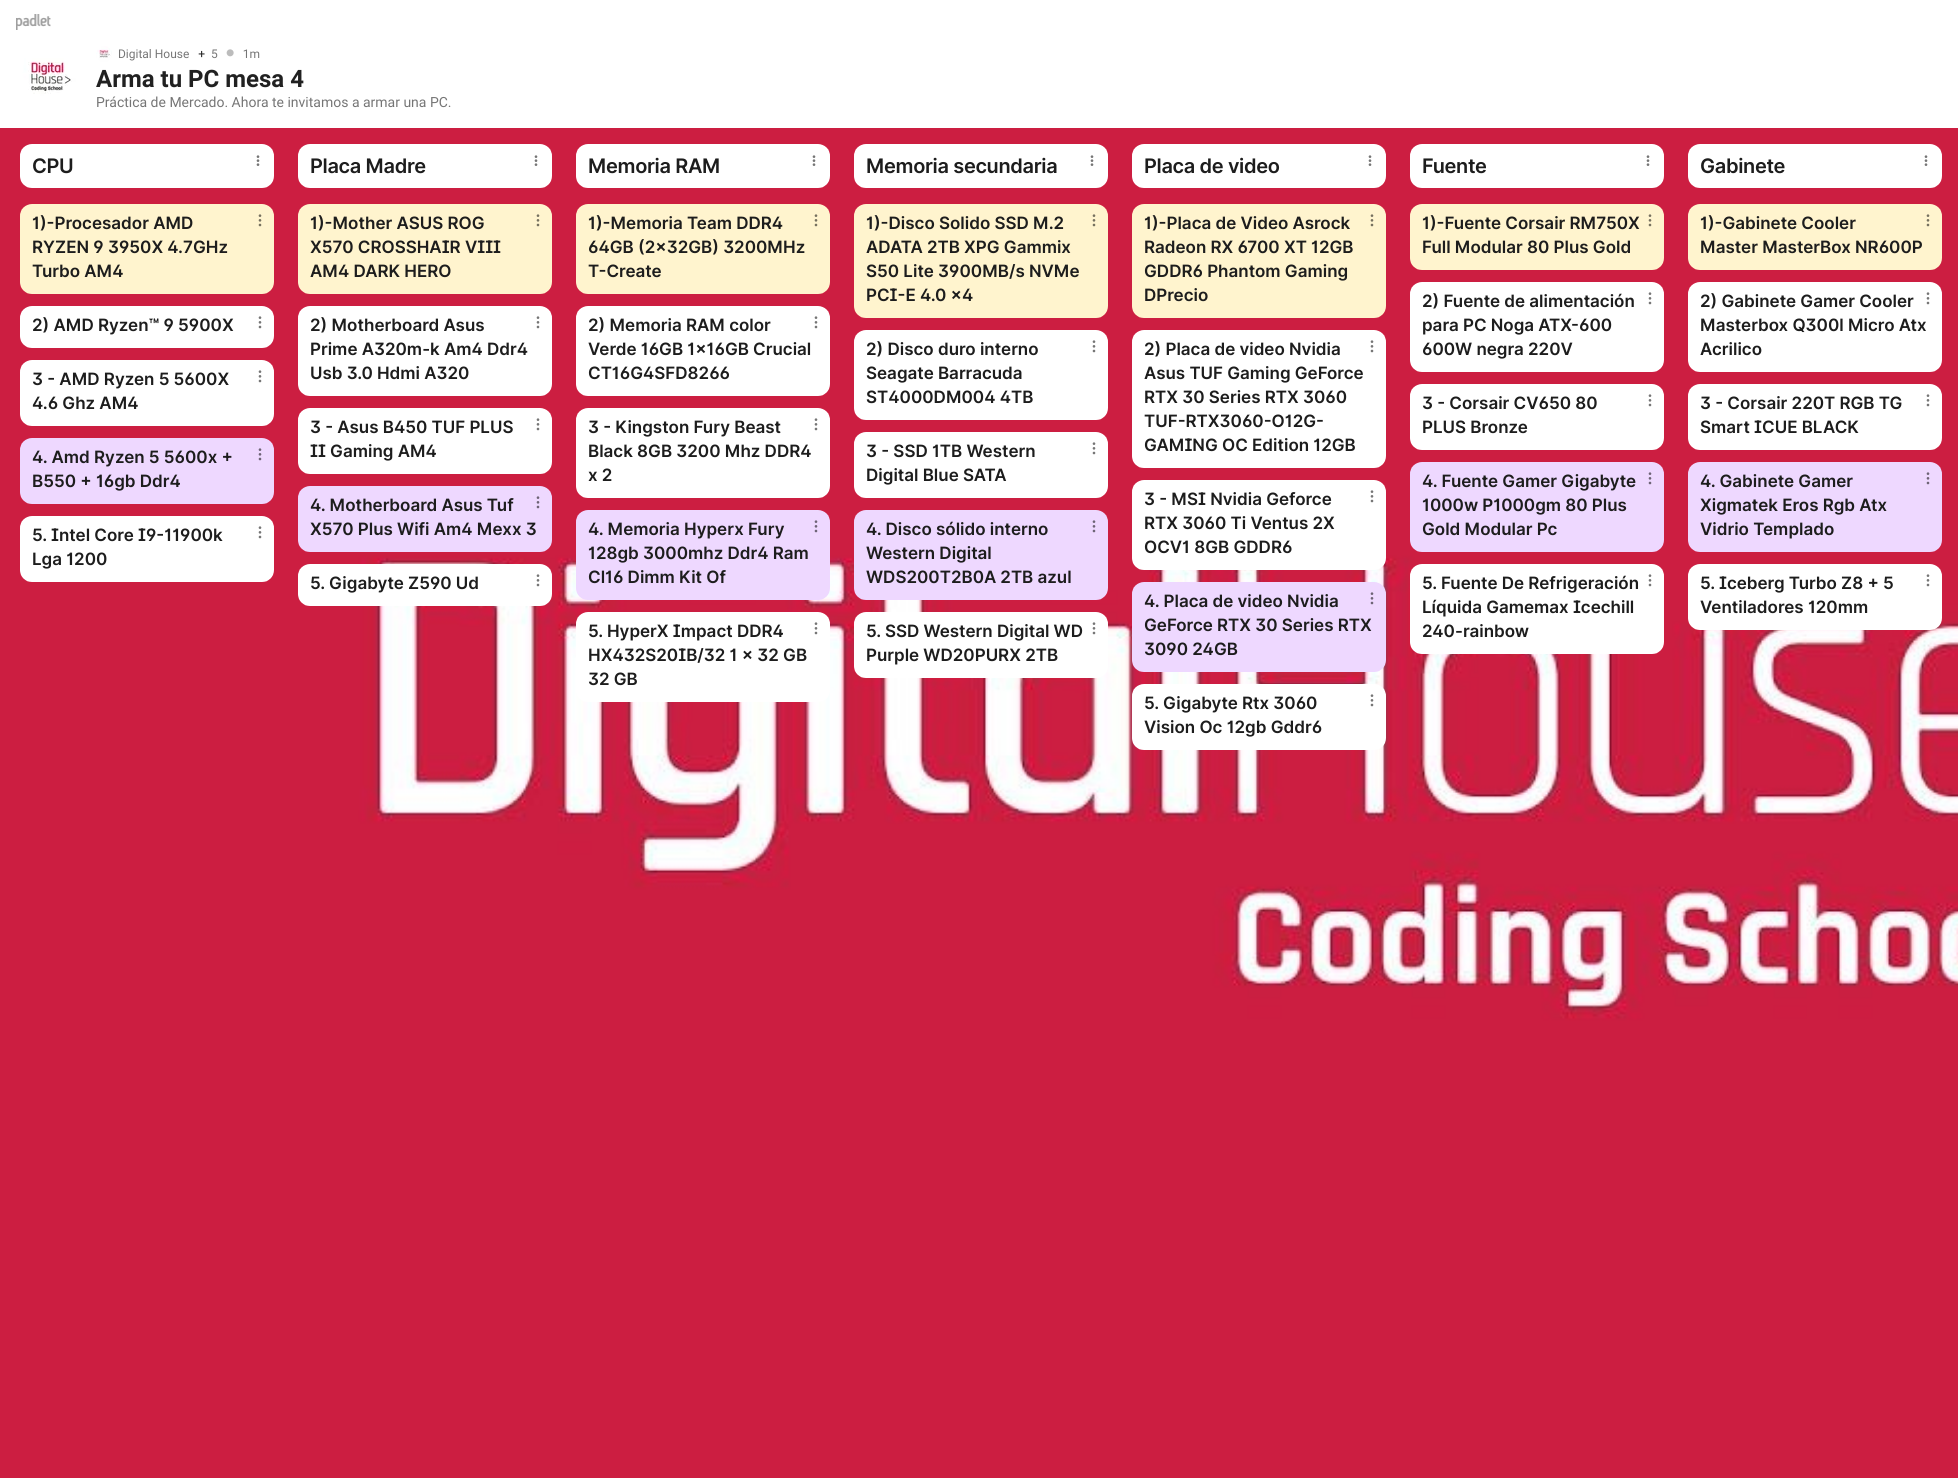 padlet
Digital House + 5 1m
Digital
House>
Coding School
Arma tu PC mesa 4
Práctica de Mercado. Ahora te invitamos a armar una PC.
CPU
1)-Procesador AMD
RYZEN 9 3950X 4.7GHz
Turbo AM4
2) AMD Ryzen™ 9 5900X
3 - AMD Ryzen 5 5600X
4.6 Ghz AM4
4. Amd Ryzen 5 5600x +
B550 + 16gb Ddr4
5. Intel Core I9-11900k
Lga 1200
Placa Madre
1)-Mother ASUS ROG
X570 CROSSHAIR VIII
AM4 DARK HERO
2) Motherboard Asus
Prime A320m-k Am4 Ddr4
Usb 3.0 Hdmi A320
3 - Asus B450 TUF PLUS
II Gaming AM4
4. Motherboard Asus Tuf
X570 Plus Wifi Am4 Mexx 3
5. Gigabyte Z590 Ud
Memoria RAM
1)-Memoria Team DDR4
64GB (2x32GB) 3200MHz
T-Create
2) Memoria RAM color
Verde 16GB 1x16GB Crucial
CT16G4SFD8266
3 - Kingston Fury Beast
Black 8GB 3200 Mhz DDR4
x 2
4. Memoria Hyperx Fury
128gb 3000mhz Ddr4 Ram
Cl16 Dimm Kit Of
5. HyperX Impact DDR4
HX432S20IB/32 1 x 32 GB
32 GB
Memoria secundaria
1)-Disco Solido SSD M.2
ADATA 2TB XPG Gammix
S50 Lite 3900MB/s NVMe
PCI-E 4.0 x4
2) Disco duro interno
Seagate Barracuda
ST4000DM004 4TB
3 - SSD 1TB Western
Digital Blue SATA
4. Disco sólido interno
Western Digital
WDS200T2B0A 2TB azul
5. SSD Western Digital WD
Purple WD20PURX 2TB
Placa de video
1)-Placa de Video Asrock
Radeon RX 6700 XT 12GB
GDDR6 Phantom Gaming
DPrecio
2) Placa de video Nvidia
Asus TUF Gaming GeForce
RTX 30 Series RTX 3060
TUF-RTX3060-O12G-
GAMING OC Edition 12GB
3 - MSI Nvidia Geforce
RTX 3060 Ti Ventus 2X
OCV1 8GB GDDR6
4. Placa de video Nvidia
GeForce RTX 30 Series RTX
3090 24GB
5. Gigabyte Rtx 3060
Vision Oc 12gb Gddr6
Fuente
1)-Fuente Corsair RM750X
Full Modular 80 Plus Gold
2) Fuente de alimentación
para PC Noga ATX-600
600W negra 220V
3 - Corsair CV650 80
PLUS Bronze
4. Fuente Gamer Gigabyte
1000w P1000gm 80 Plus
Gold Modular Pc
5. Fuente De Refrigeración
Líquida Gamemax Icechill
240-rainbow
Gabinete
1)-Gabinete Cooler
Master MasterBox NR600P
2) Gabinete Gamer Cooler
Masterbox Q300l Micro Atx
Acrilico
3 - Corsair 220T RGB TG
Smart ICUE BLACK
4. Gabinete Gamer
Xigmatek Eros Rgb Atx
Vidrio Templado
5. Iceberg Turbo Z8 + 5
Ventiladores 120mm
Digital House
Coding Schoo